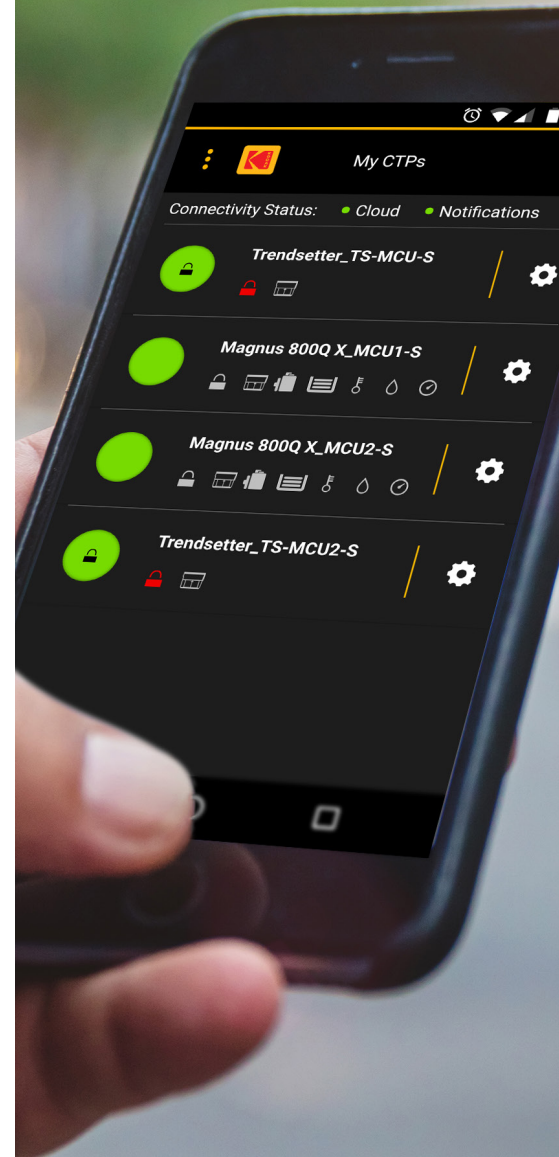 My CTPs
Connectivity Status: Cloud Notifications
Trendsetter_TS-MCU-S
Magnus 800Q X_MCU1-S
Magnus 800Q X_MCU2-S
Trendsetter_TS-MCU2-S